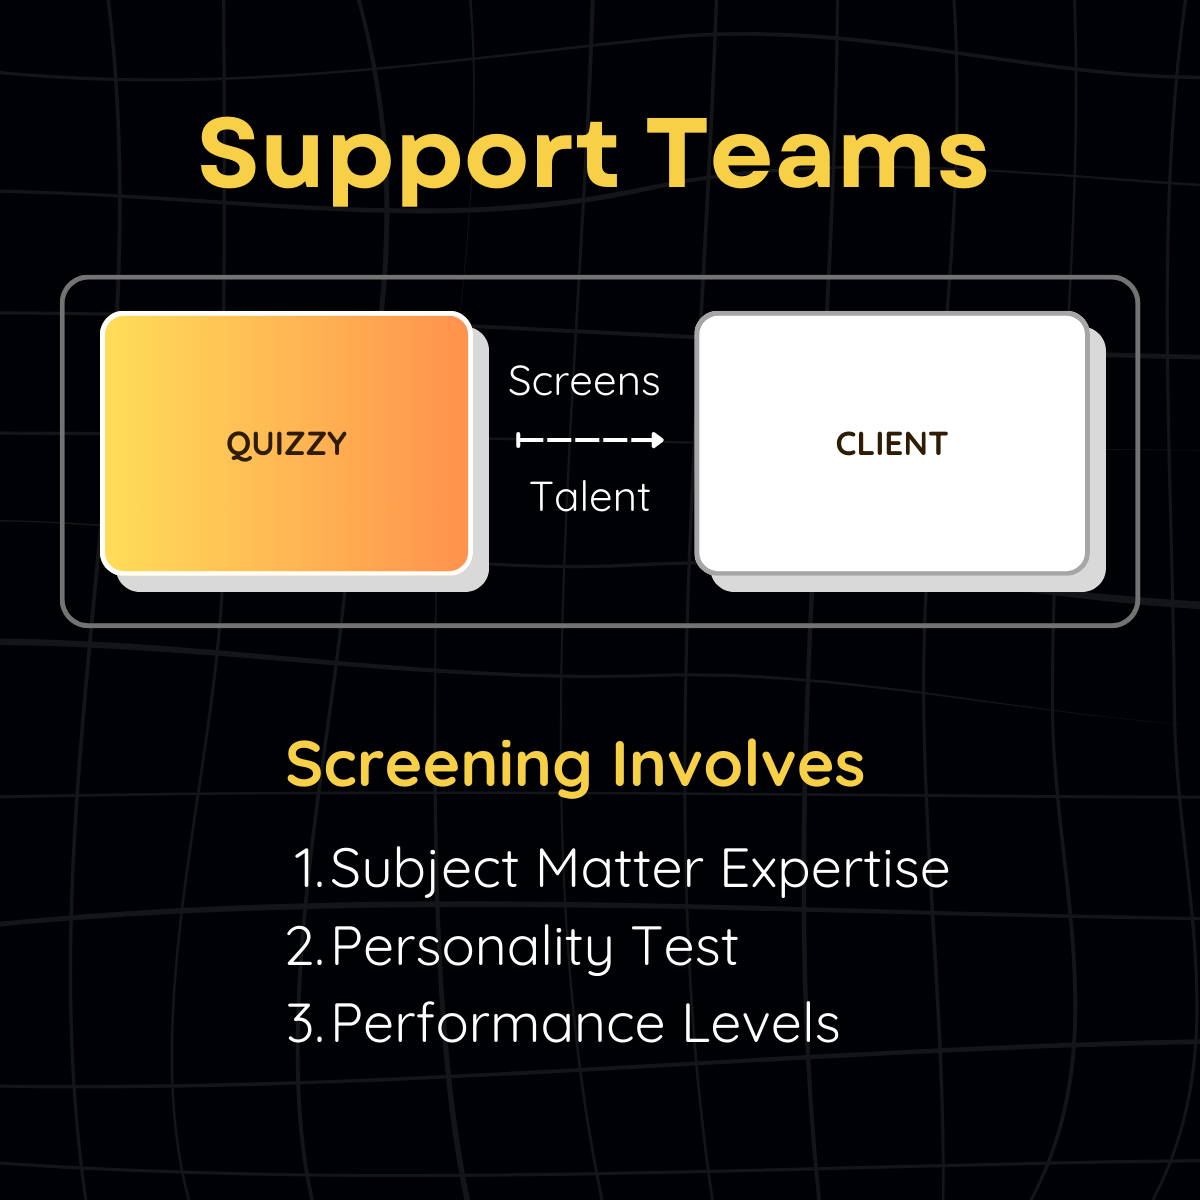 Support Teams
QUIZZY
Screens
Talent
CLIENT
Screening Involves
1. Subject Matter Expertise
2. Personality Test
3. Performance Levels